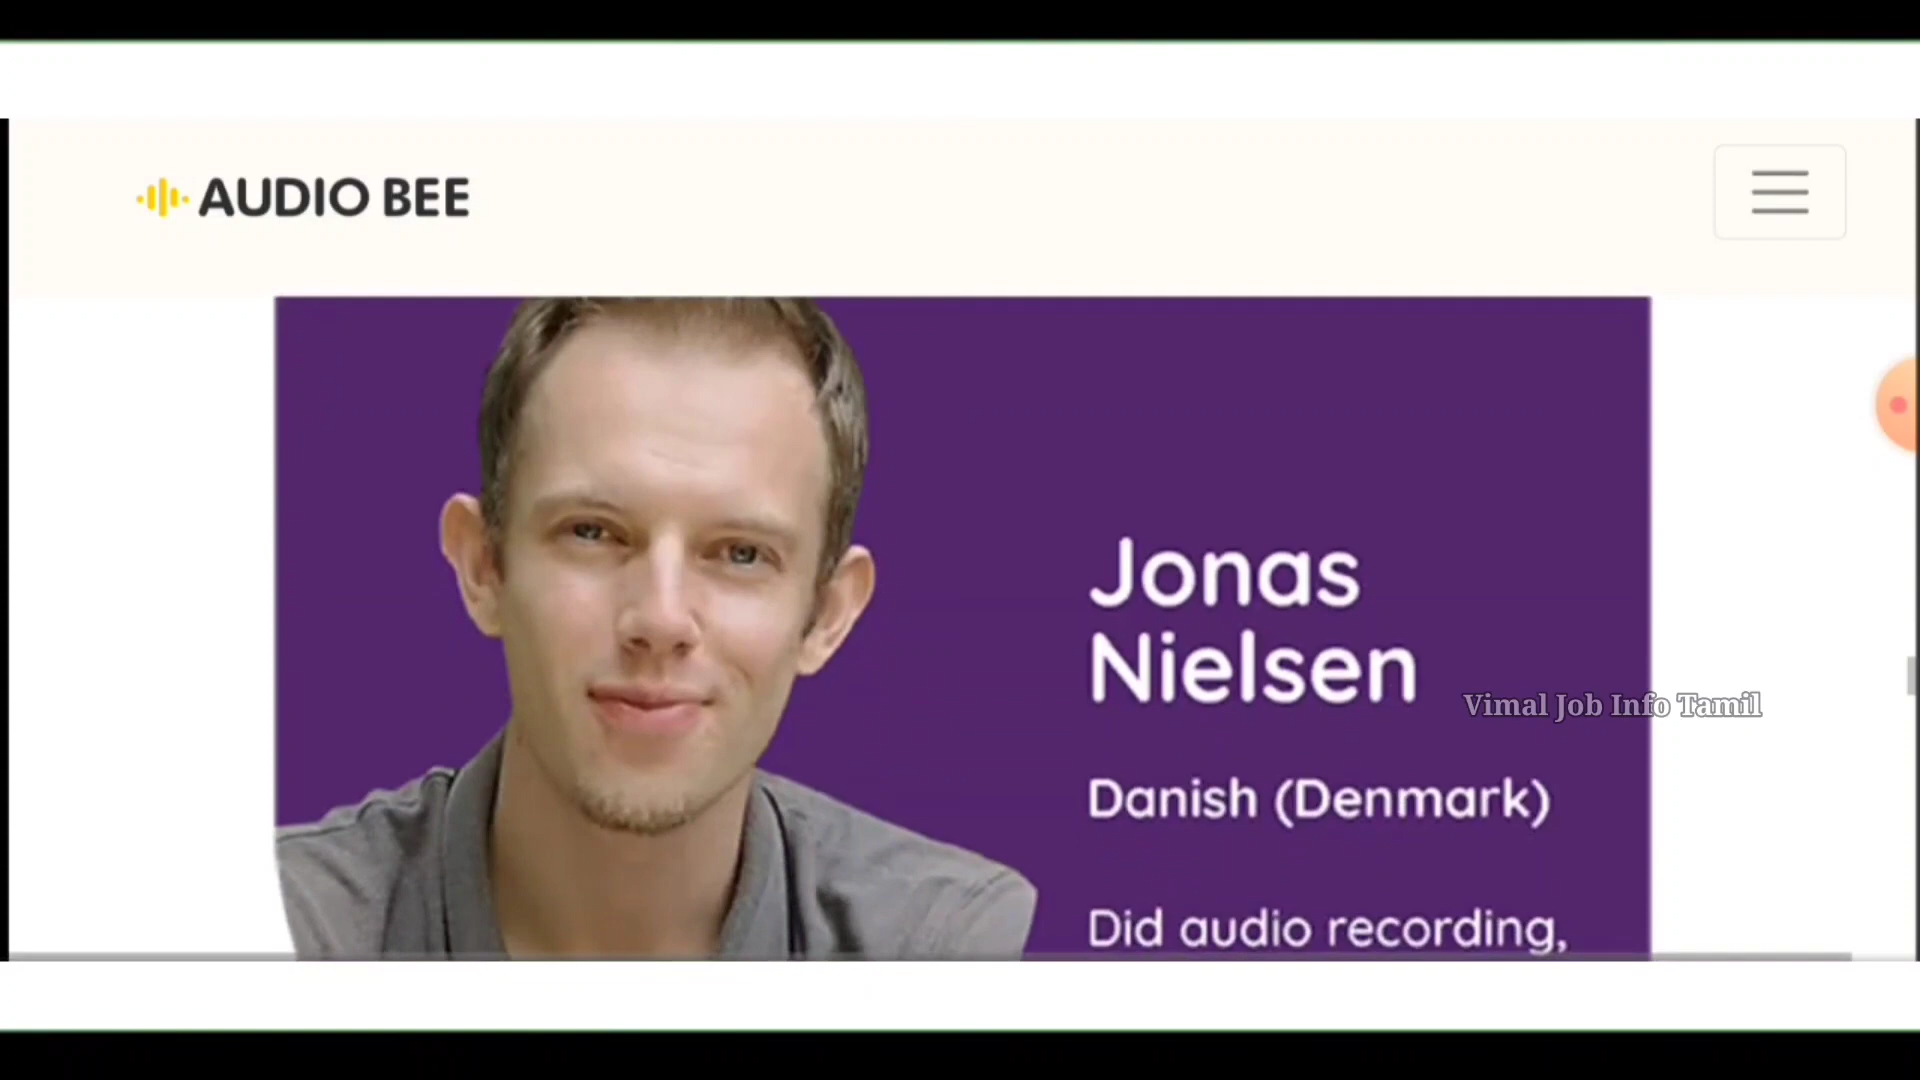 AUDIO BEE
Jonas
Nielsen
Vimal Job Info Tamil
Danish (Denmark)
Did audio recording,